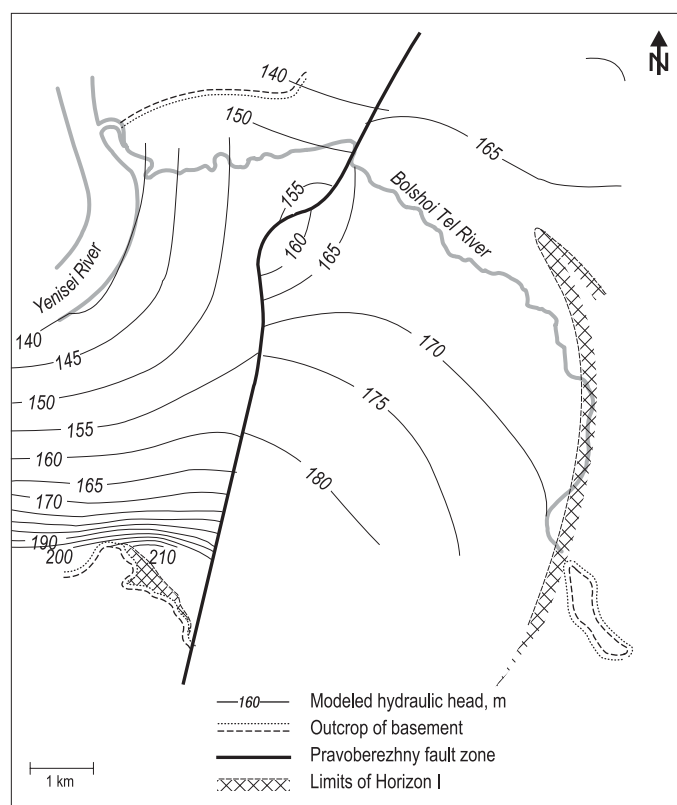 N
140
150
165
155
160
165
Bolshoi Tel River
Yenisei River
140
145
150
155
160
165
170
190
200
210
170
175
180
160 Modeled hydraulic head, m
Outcrop of basement
Pravoberezhny fault zone
Limits of Horizon I
1 km